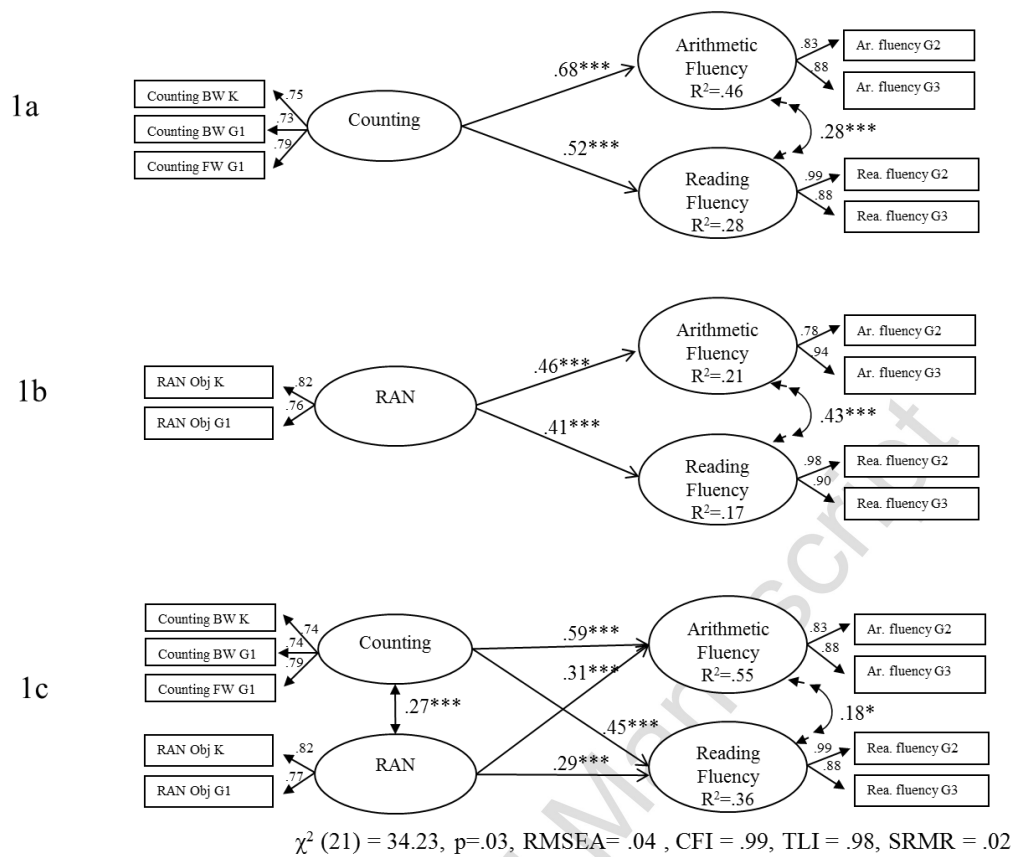 1a
Counting BW K
Counting BW G1
Counting FW G1
.75
.73
.79
Counting
.68***
.52***
Arithmetic
Fluency
R²=.46
.28***
Reading
Fluency
R²=.28
.83
.88
Ar. fluency G2
Ar. fluency G3
.99
.88
Rea. fluency G2
Rea. fluency G3
1b
RAN Obj K
RAN Obj G1
.82
.76
RAN
.46***
.41***
Arithmetic
Fluency
R²=.21
.43***
Reading
Fluency
R²=.17
.78
.94
Ar. fluency G2
Ar. fluency G3
.98
.90
Rea. fluency G2
Rea. fluency G3
1c
Counting BW K
Counting BW G1
Counting FW G1
.74
.74
.79
Counting
.27***
RAN Obj K
RAN Obj G1
.82
.77
RAN
.59***
.31***
.45***
.29***
Arithmetic
Fluency
R²=.55
.18*
Reading
Fluency
R²=.36
.83
.88
Ar. fluency G2
Ar. fluency G3
.99
.88
Rea. fluency G2
Rea. fluency G3
χ² (21) = 34.23, p=.03, RMSEA= .04 , CFI = .99, TLI = .98, SRMR = .02